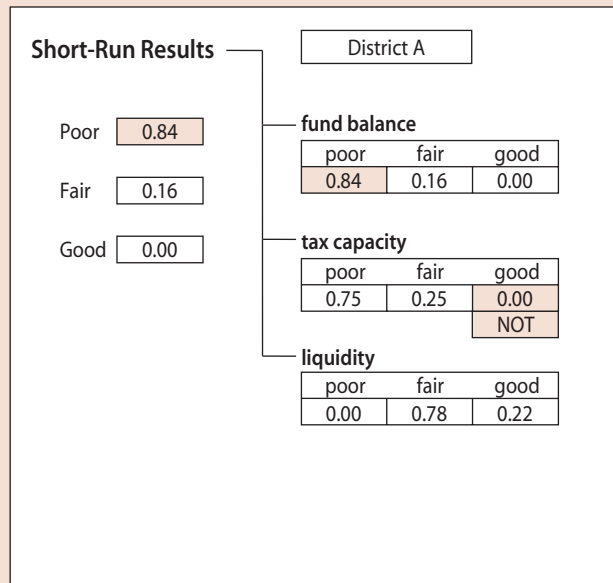 Short-Run Results
District A
Poor 0.84
Fair 0.16
Good 0.00
fund balance
poor fair good
0.84 0.16 0.00
tax capacity
poor fair good
0.75 0.25 0.00
NOT
liquidity
poor fair good
0.00 0.78 0.22